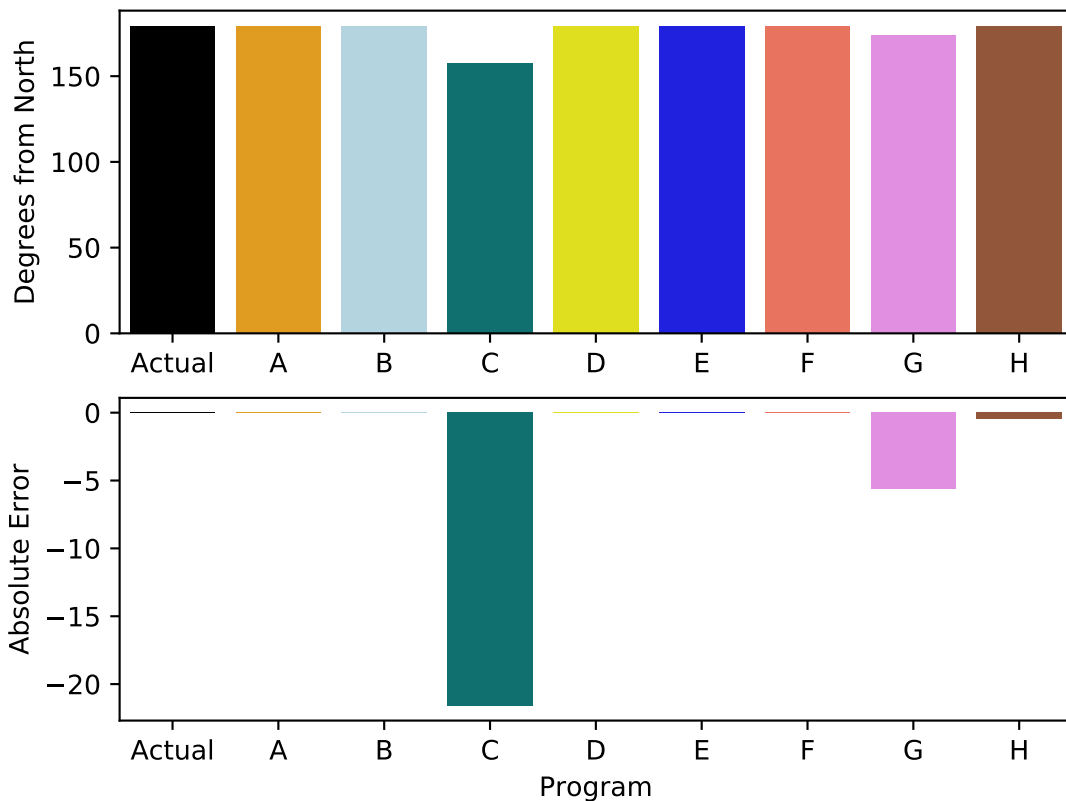 Degrees from North
150
100
50
0
Actual A B C D E F G H
Absolute Error
0
−5
−10
−15
−20
Actual A B C D E F G H
Program